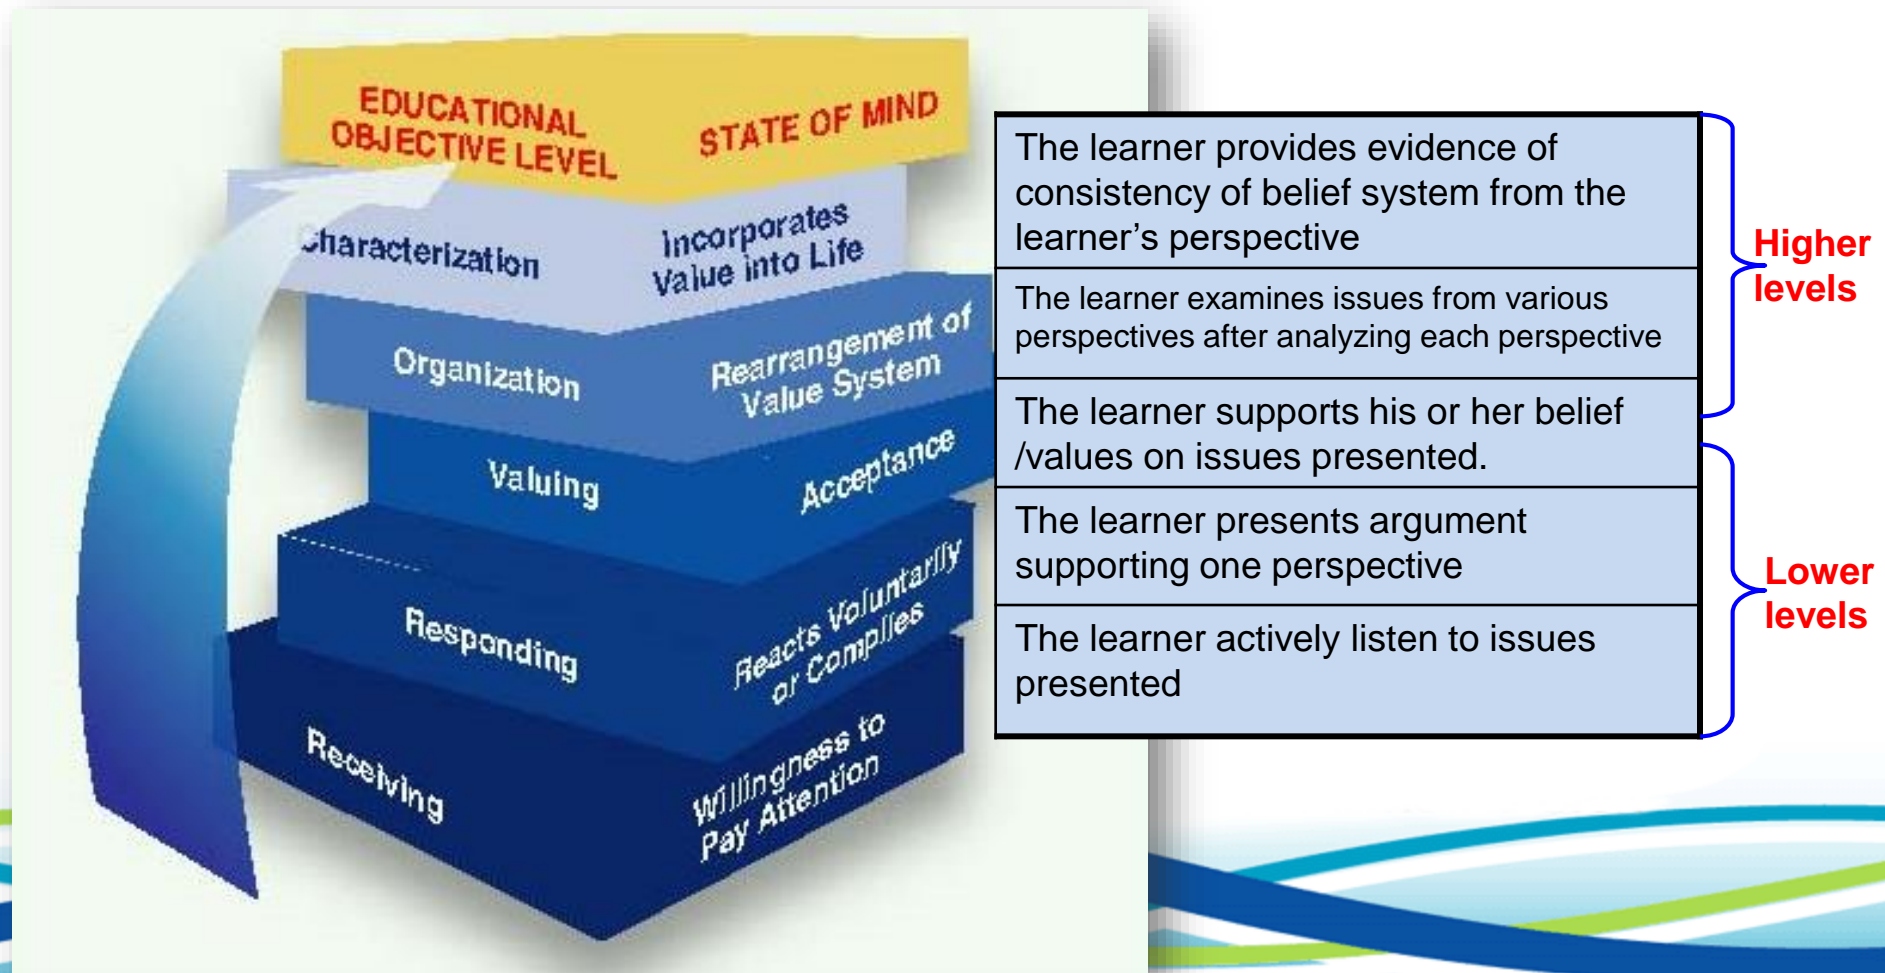 EDUCATIONAL
OBJECTIVE LEVEL
STATE OF MIND
Characterization
Incorporates
Value into Life
Organization
Rearrangement of
Value System
Valuing
Acceptance
Responding
Reacts Voluntarily
or Complies
Receiving
Willingness to
Pay Attention
The learner provides evidence of
consistency of belief system from the
learner’s perspective
The learner examines issues from various
perspectives after analyzing each perspective
The learner supports his or her belief
/values on issues presented.
The learner presents argument
supporting one perspective
The learner actively listen to issues
presented
Higher
levels
Lower
levels